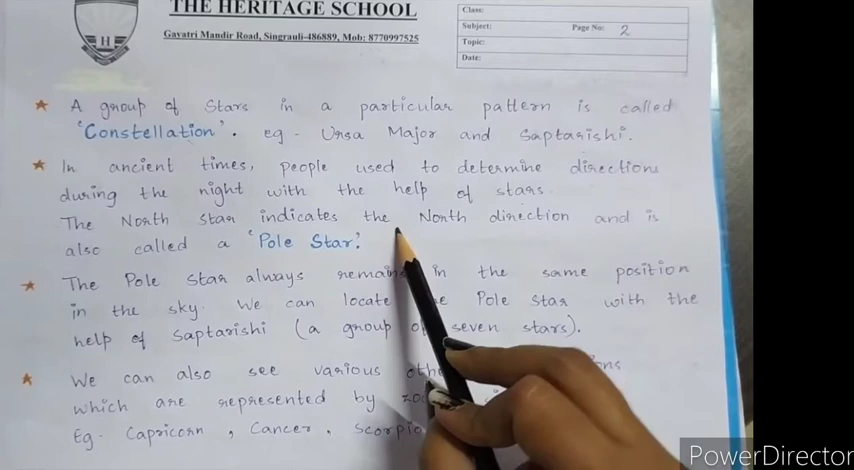 THE HERITAGE SCHOOL
Gayatri Mandir Road, Singrauli-486889, Mob: 8770997525
Class:
Subject: Page No: 2
Topic:
Date:
H
A group of stars in a particular pattern is called
'Constellation'. eg - Ursa Major and Saptarishi.
In ancient times, people used to determine directions
during the night with the help of stars.
The North star indicates the North direction and is
also called a 'Pole Star'.
The Pole star always remains in the same position
in the sky. We can locate Pole star with the
help of Saptarishi (a group of seven stars).
We can also see various
which are represented by
Eg - Capricorn, Cancer, Scorpio
PowerDirector